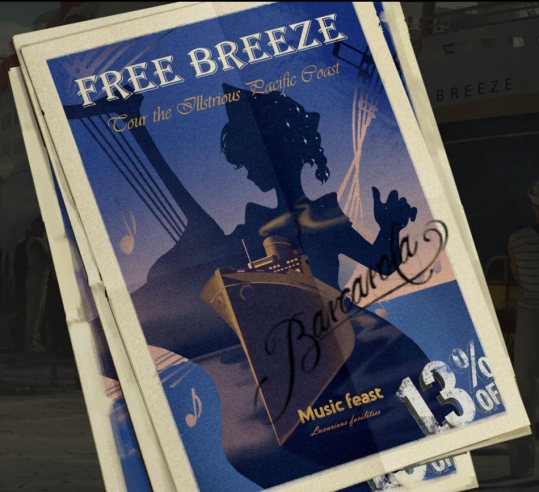 BREEZE
FREE BREEZE
Tour the Illstrious Pacific Coast
Barcarola
Music feast
Luxurious facilities
13%
OFF